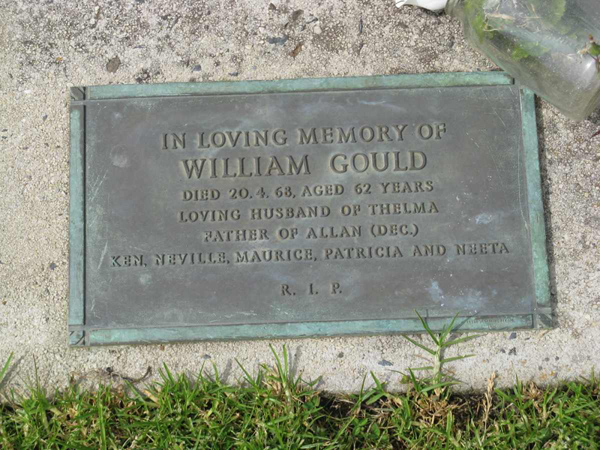 IN LOVING MEMORY OF
WILLIAM GOULD
DIED 20.4.68, AGED 62 YEARS
LOVING HUSBAND OF THELMA
FATHER OF ALLAN (DEC.)
KEN, NEVILLE, MAURICE, PATRICIA AND NEETA
R. I. P.